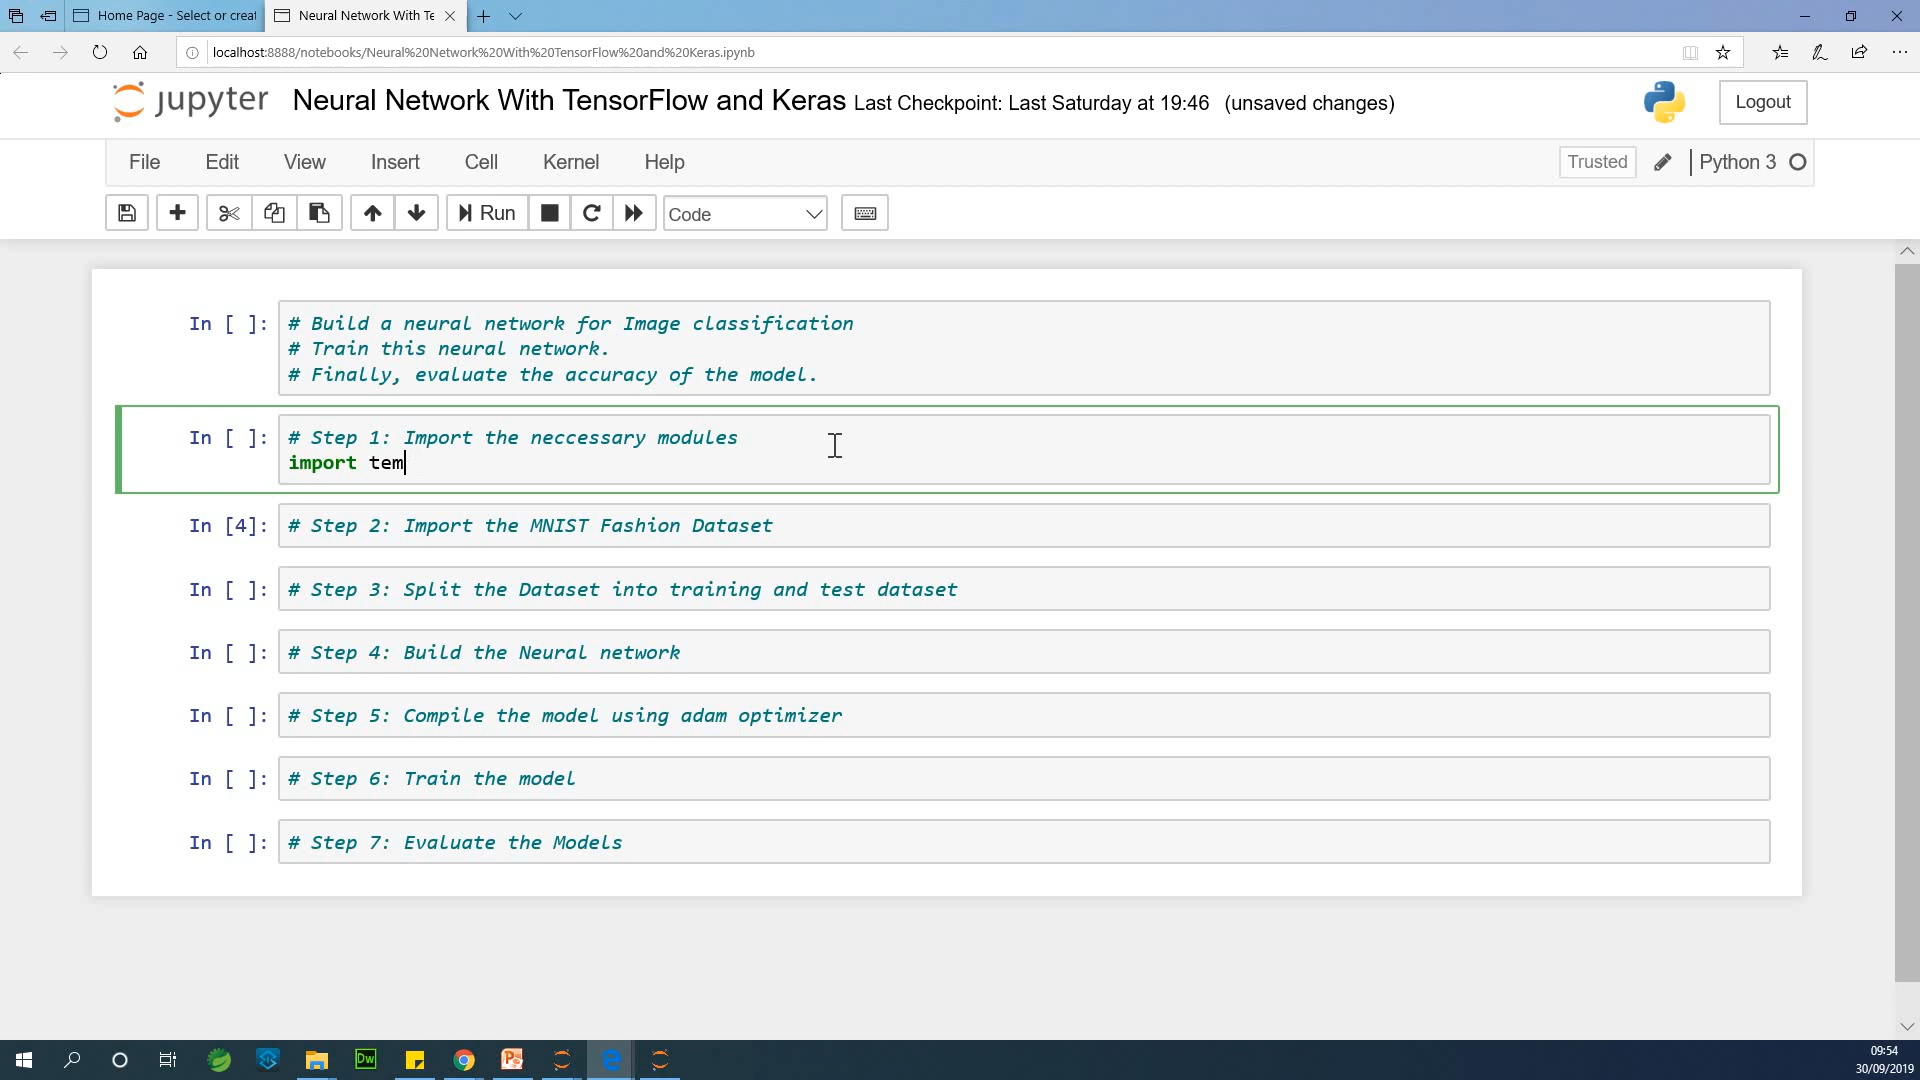 Home Page - Select or creat
Neural Network With Te
localhost:8888/notebooks/Neural%20Network%20With%20TensorFlow%20and%20Keras.ipynb
jupyter
Neural Network With TensorFlow and Keras Last Checkpoint: Last Saturday at 19:46 (unsaved changes)
Logout
File Edit View Insert Cell Kernel Help
Trusted
Python 3
Run
Code
In [ ]: # Build a neural network for Image classification
# Train this neural network.
# Finally, evaluate the accuracy of the model.
In [ ]: # Step 1: Import the neccessary modules
import tem
In [4]: # Step 2: Import the MNIST Fashion Dataset
In [ ]: # Step 3: Split the Dataset into training and test dataset
In [ ]: # Step 4: Build the Neural network
In [ ]: # Step 5: Compile the model using adam optimizer
In [ ]: # Step 6: Train the model
In [ ]: # Step 7: Evaluate the Models
Dw
09:54
30/09/2019